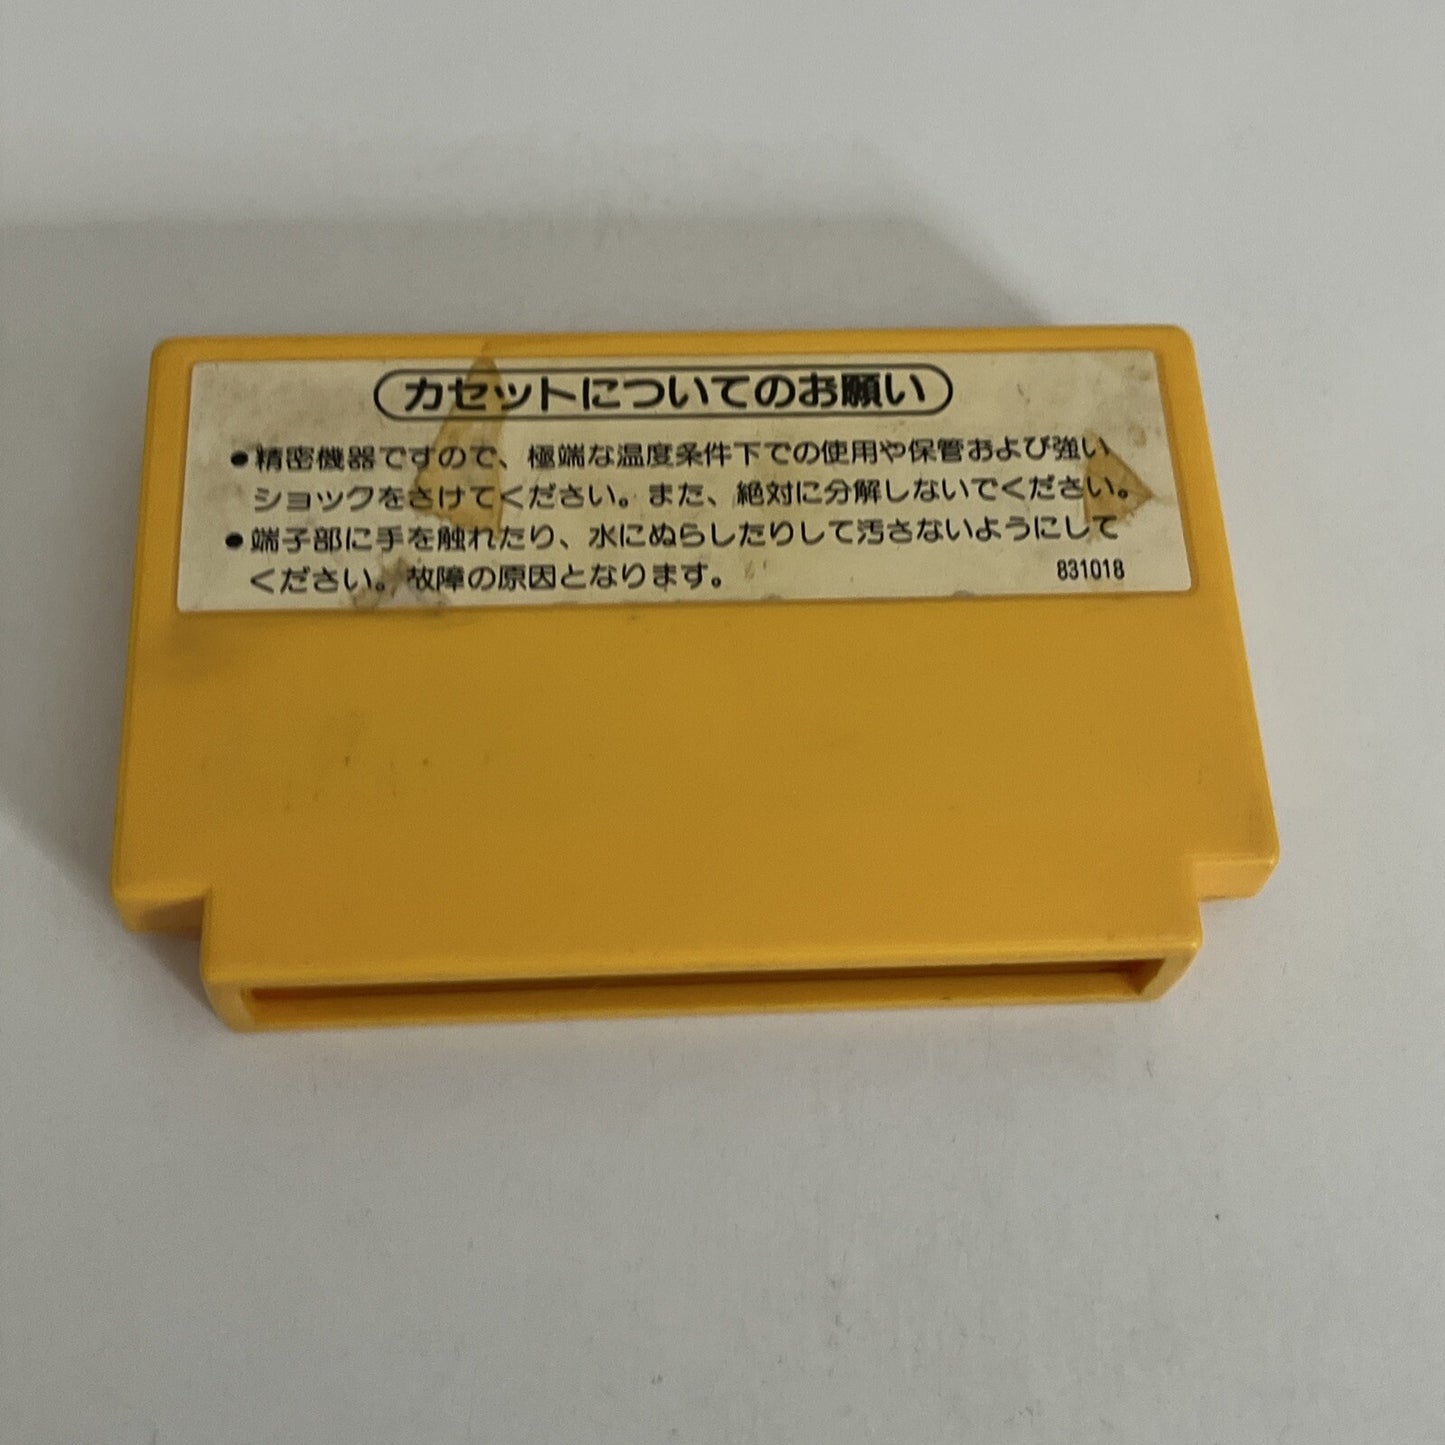 カセットについてのお願い
●精密機器ですので、極端な温度条件下での使用や保管および強い
ショックをさけてください。また、絶対に分解しないでください。
●端子部に手を触れたり、水にぬらしたりして汚さないようにして
ください。故障の原因となります。
831018